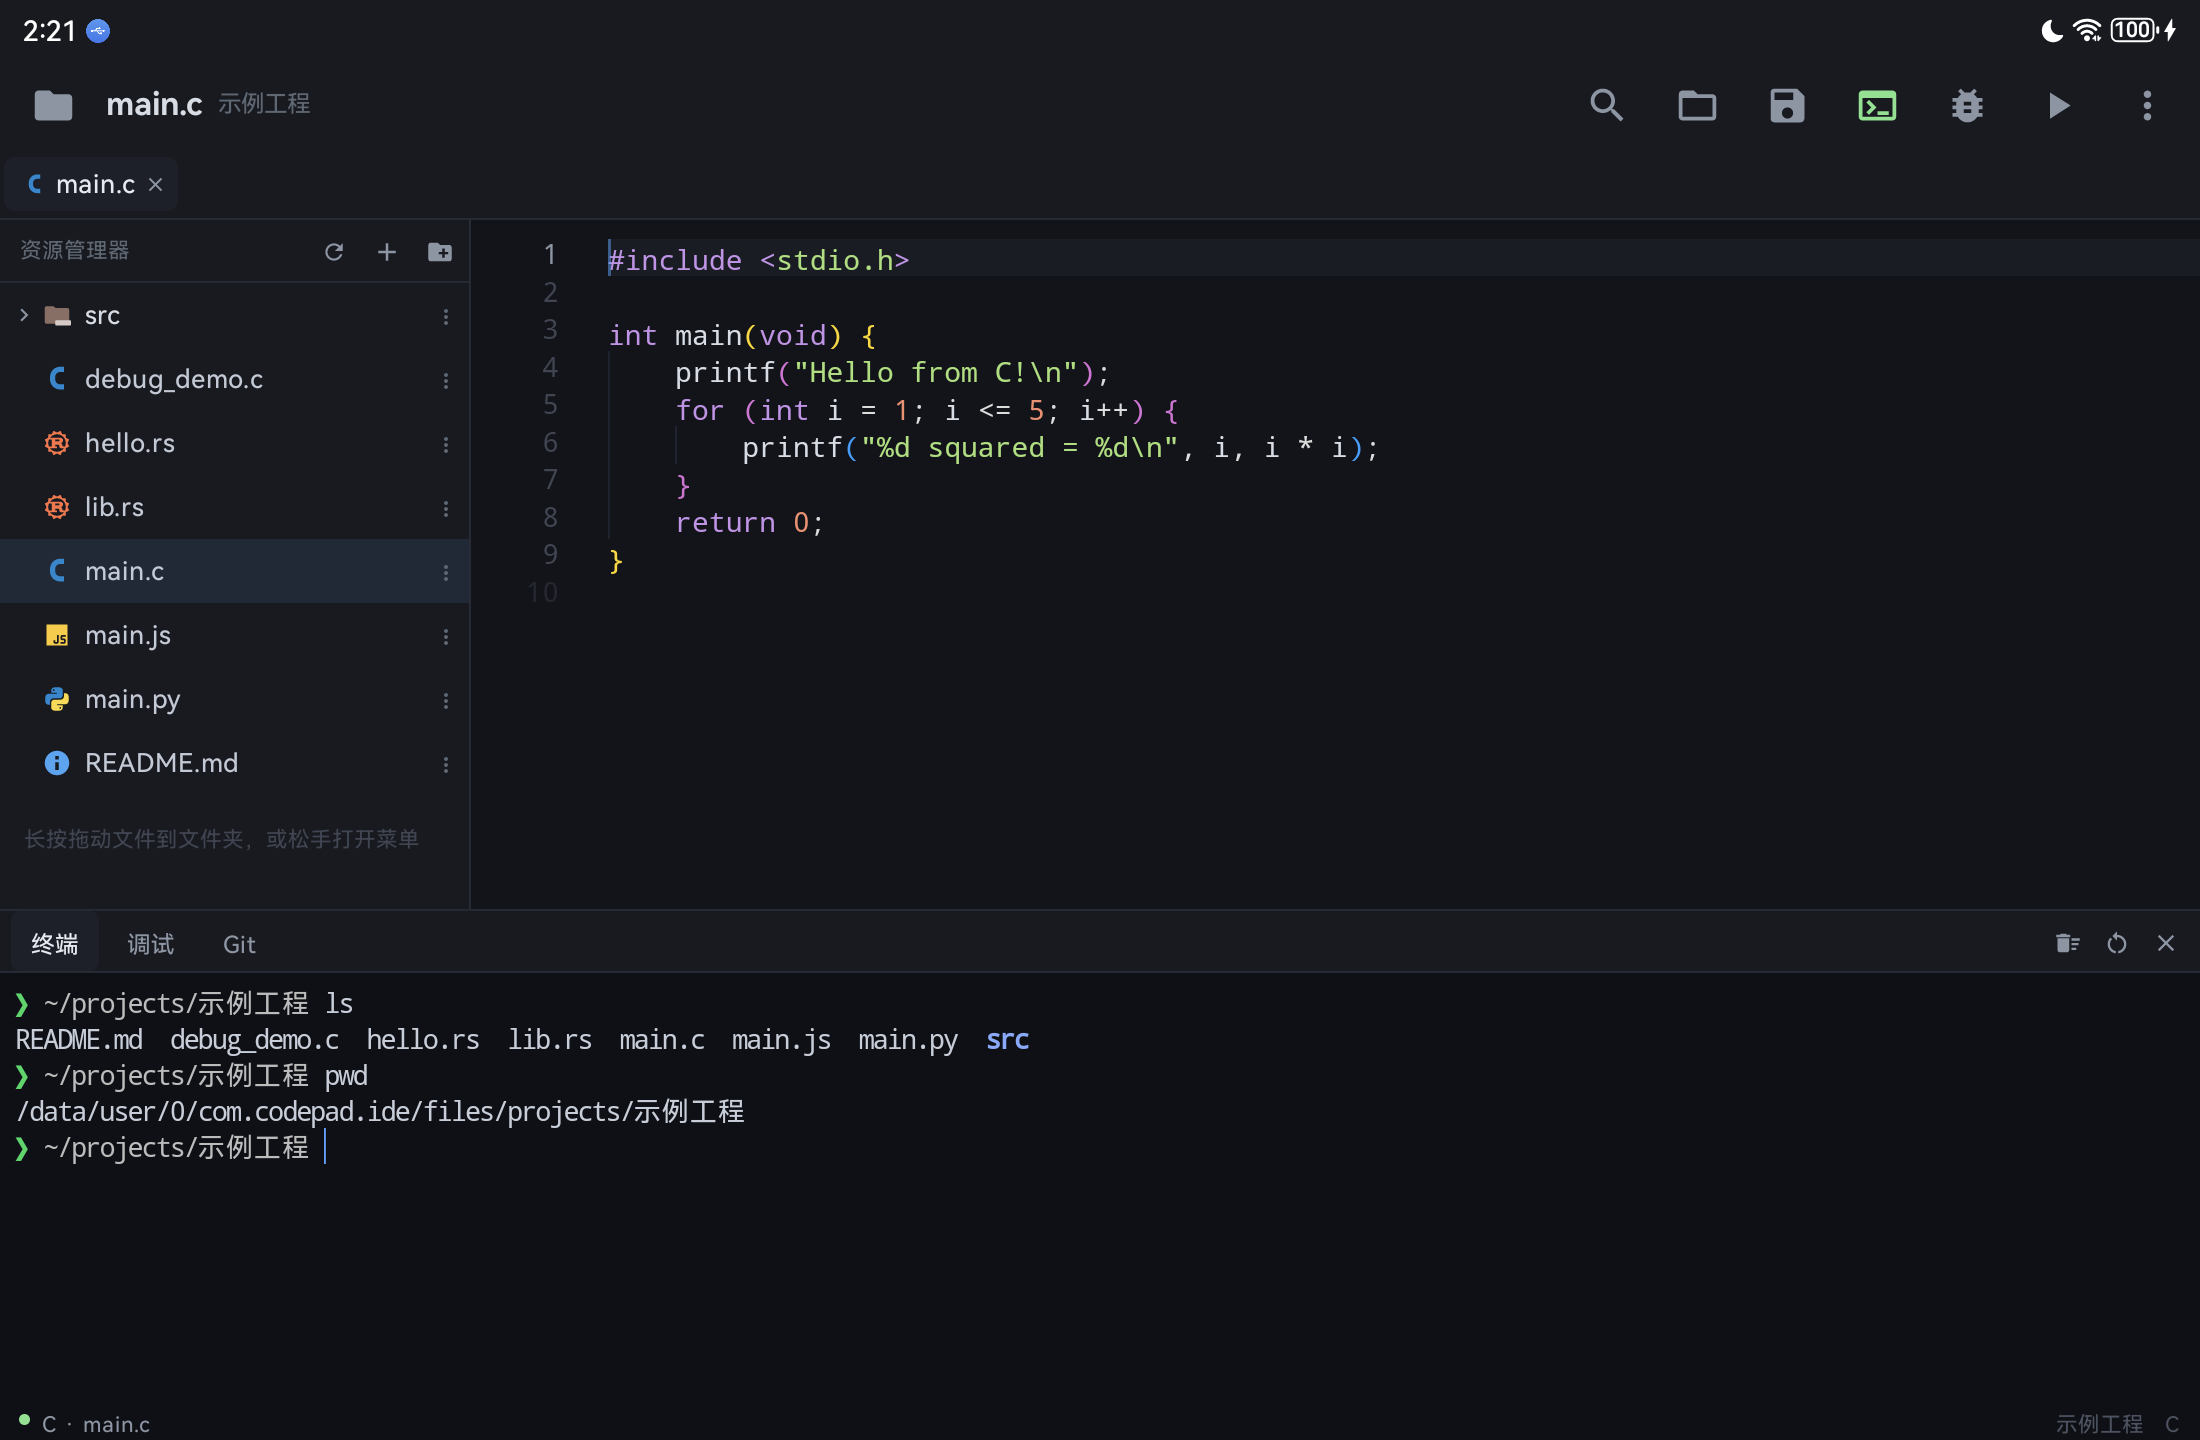 2:21
100
main.c 示例工程
main.c
资源管理器
src
debug_demo.c
hello.rs
lib.rs
main.c
JS main.js
main.py
README.md
长按拖动文件到文件夹，或松手打开菜单
1 #include <stdio.h>
2
3 int main(void) {
4     printf("Hello from C!\n");
5     for (int i = 1; i <= 5; i++) {
6         printf("%d squared = %d\n", i, i * i);
7     }
8     return 0;
9 }
10
终端 调试 Git
❯ ~/projects/示例工程 ls
README.md  debug_demo.c  hello.rs  lib.rs  main.c  main.js  main.py  src
❯ ~/projects/示例工程 pwd
/data/user/0/com.codepad.ide/files/projects/示例工程
❯ ~/projects/示例工程
C · main.c
示例工程 C